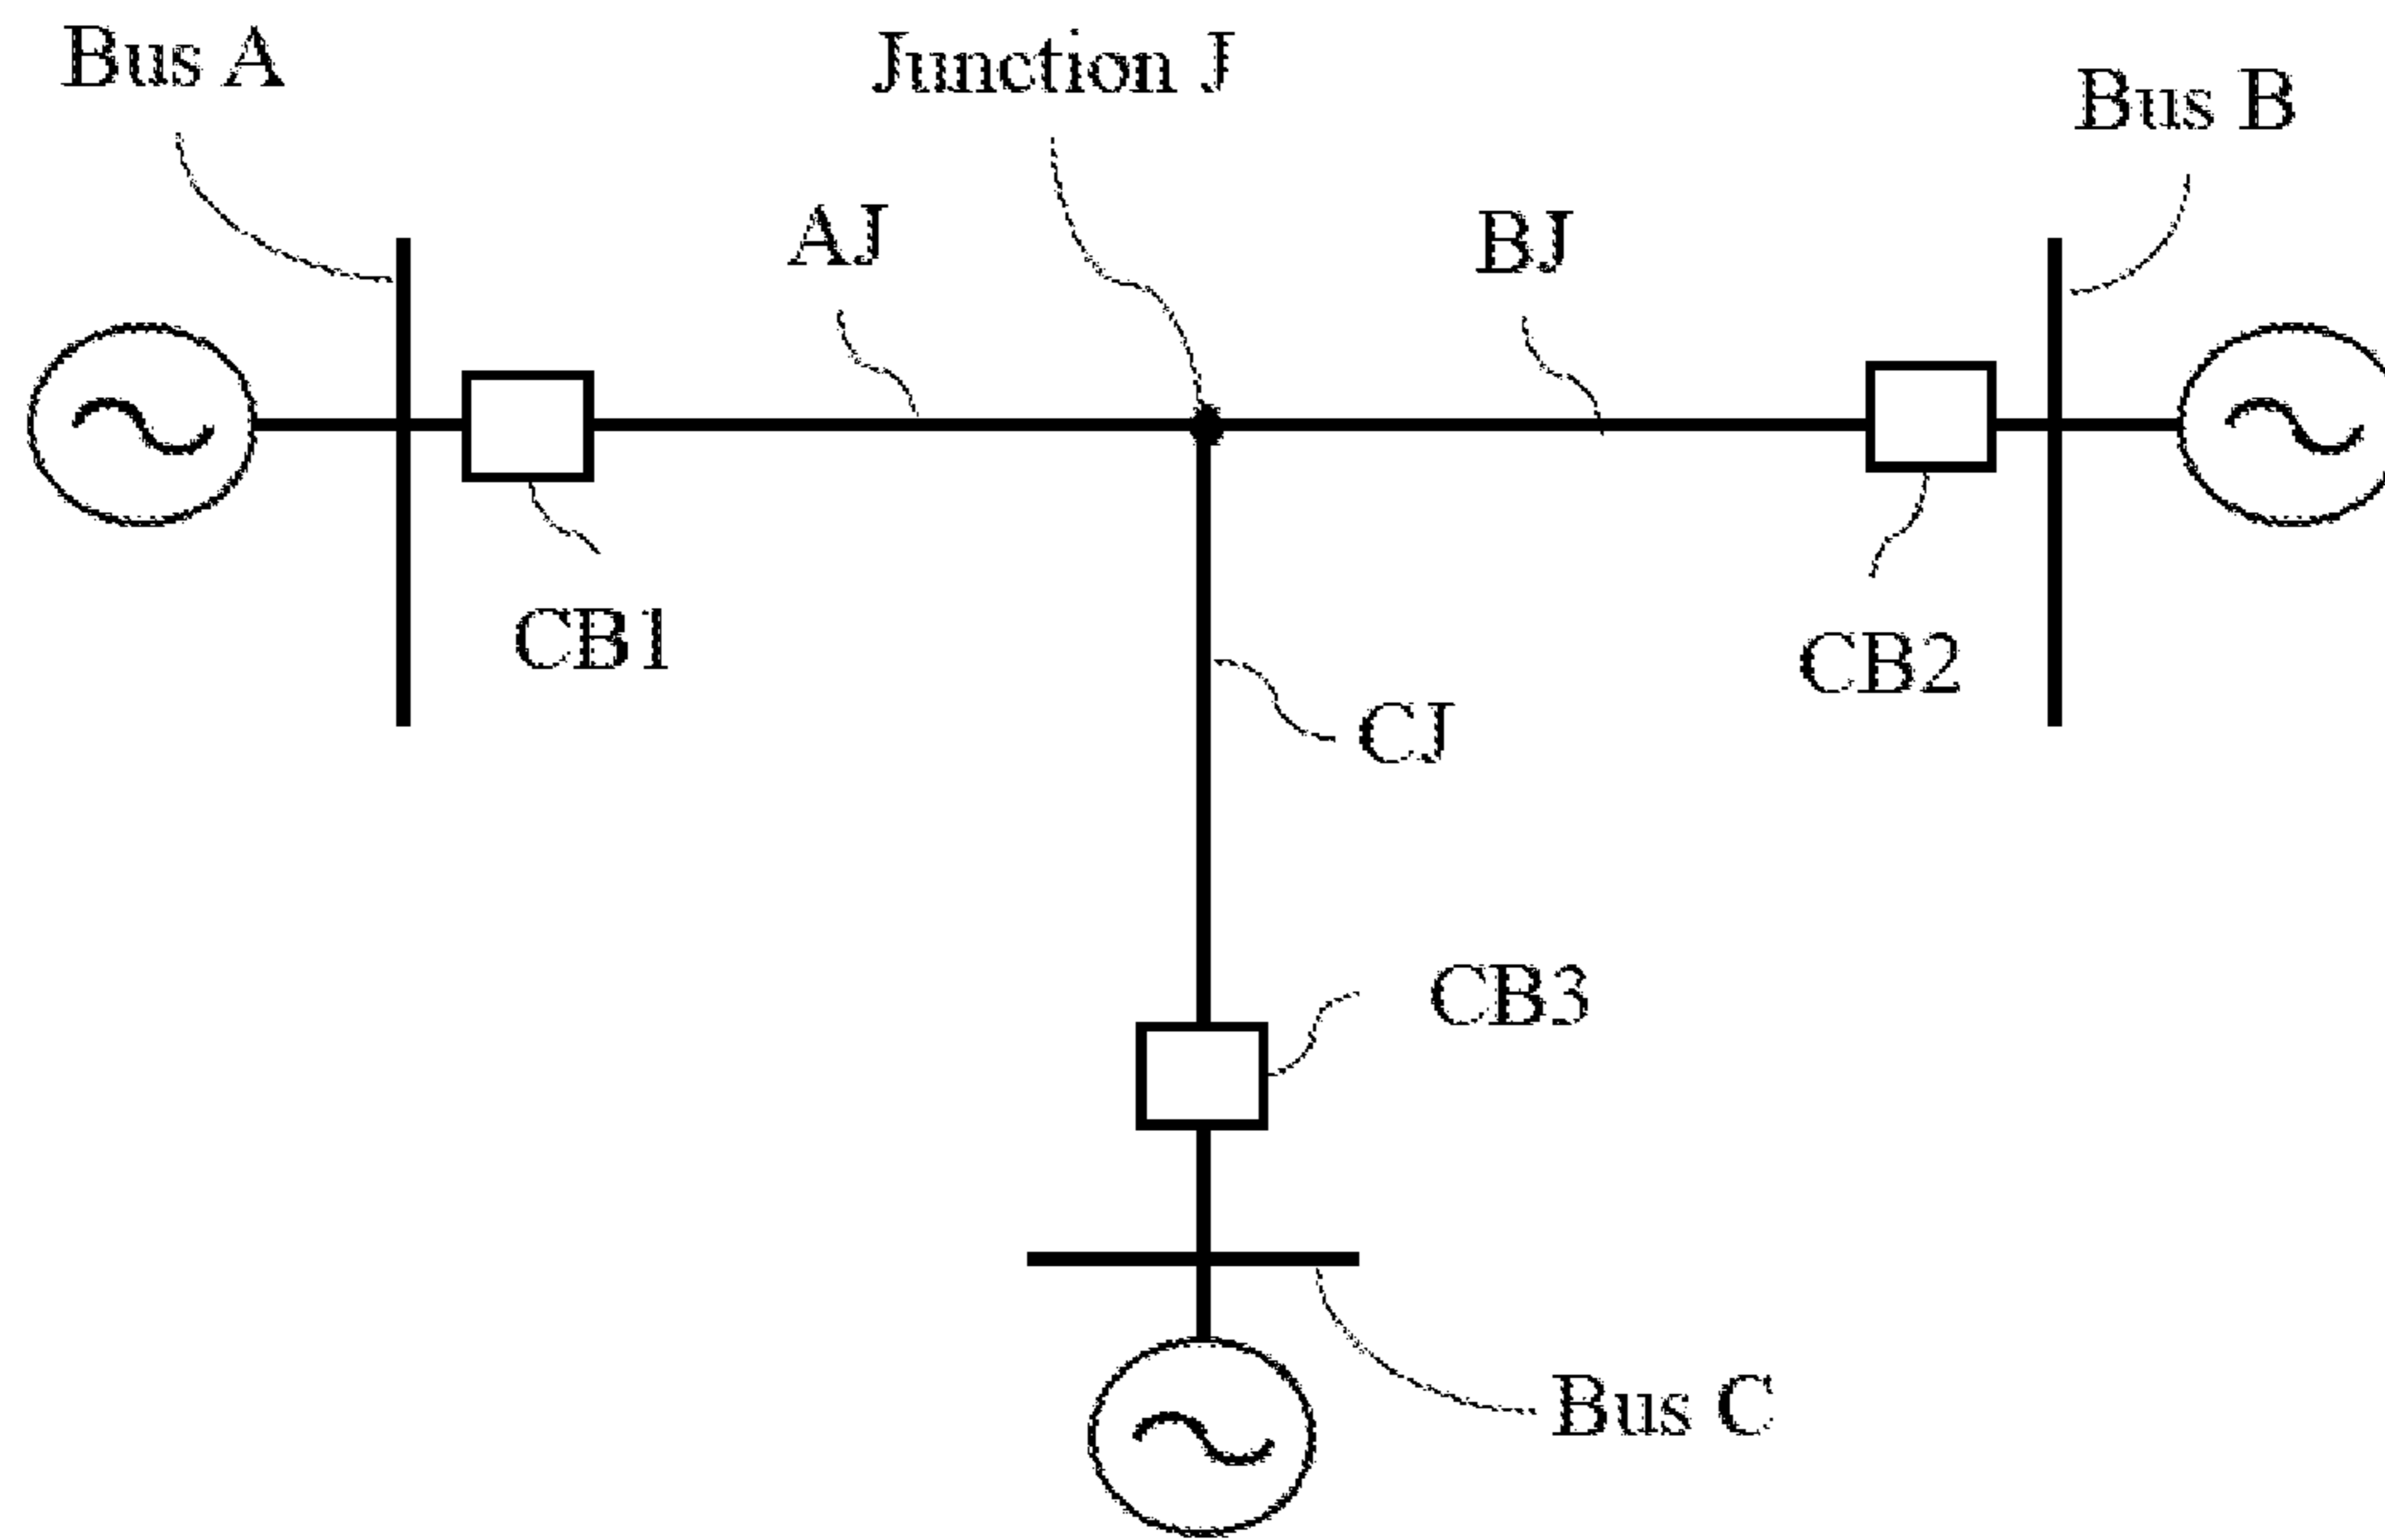 Bus A
Junction J
Bus B
AJ
BJ
CB1
CB2
CJ
CB3
Bus C